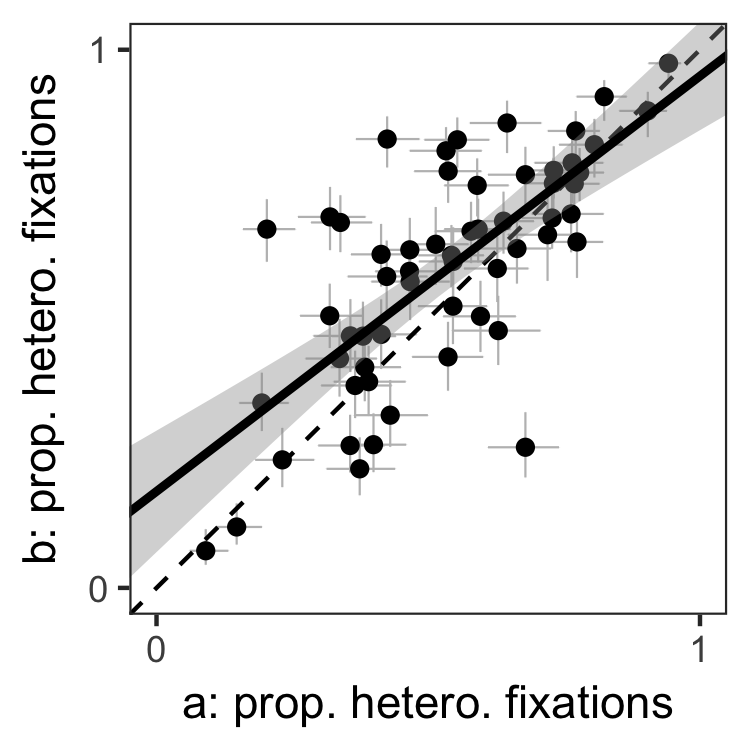 1
b: prop. hetero. fixations
0
0
1
a: prop. hetero. fixations